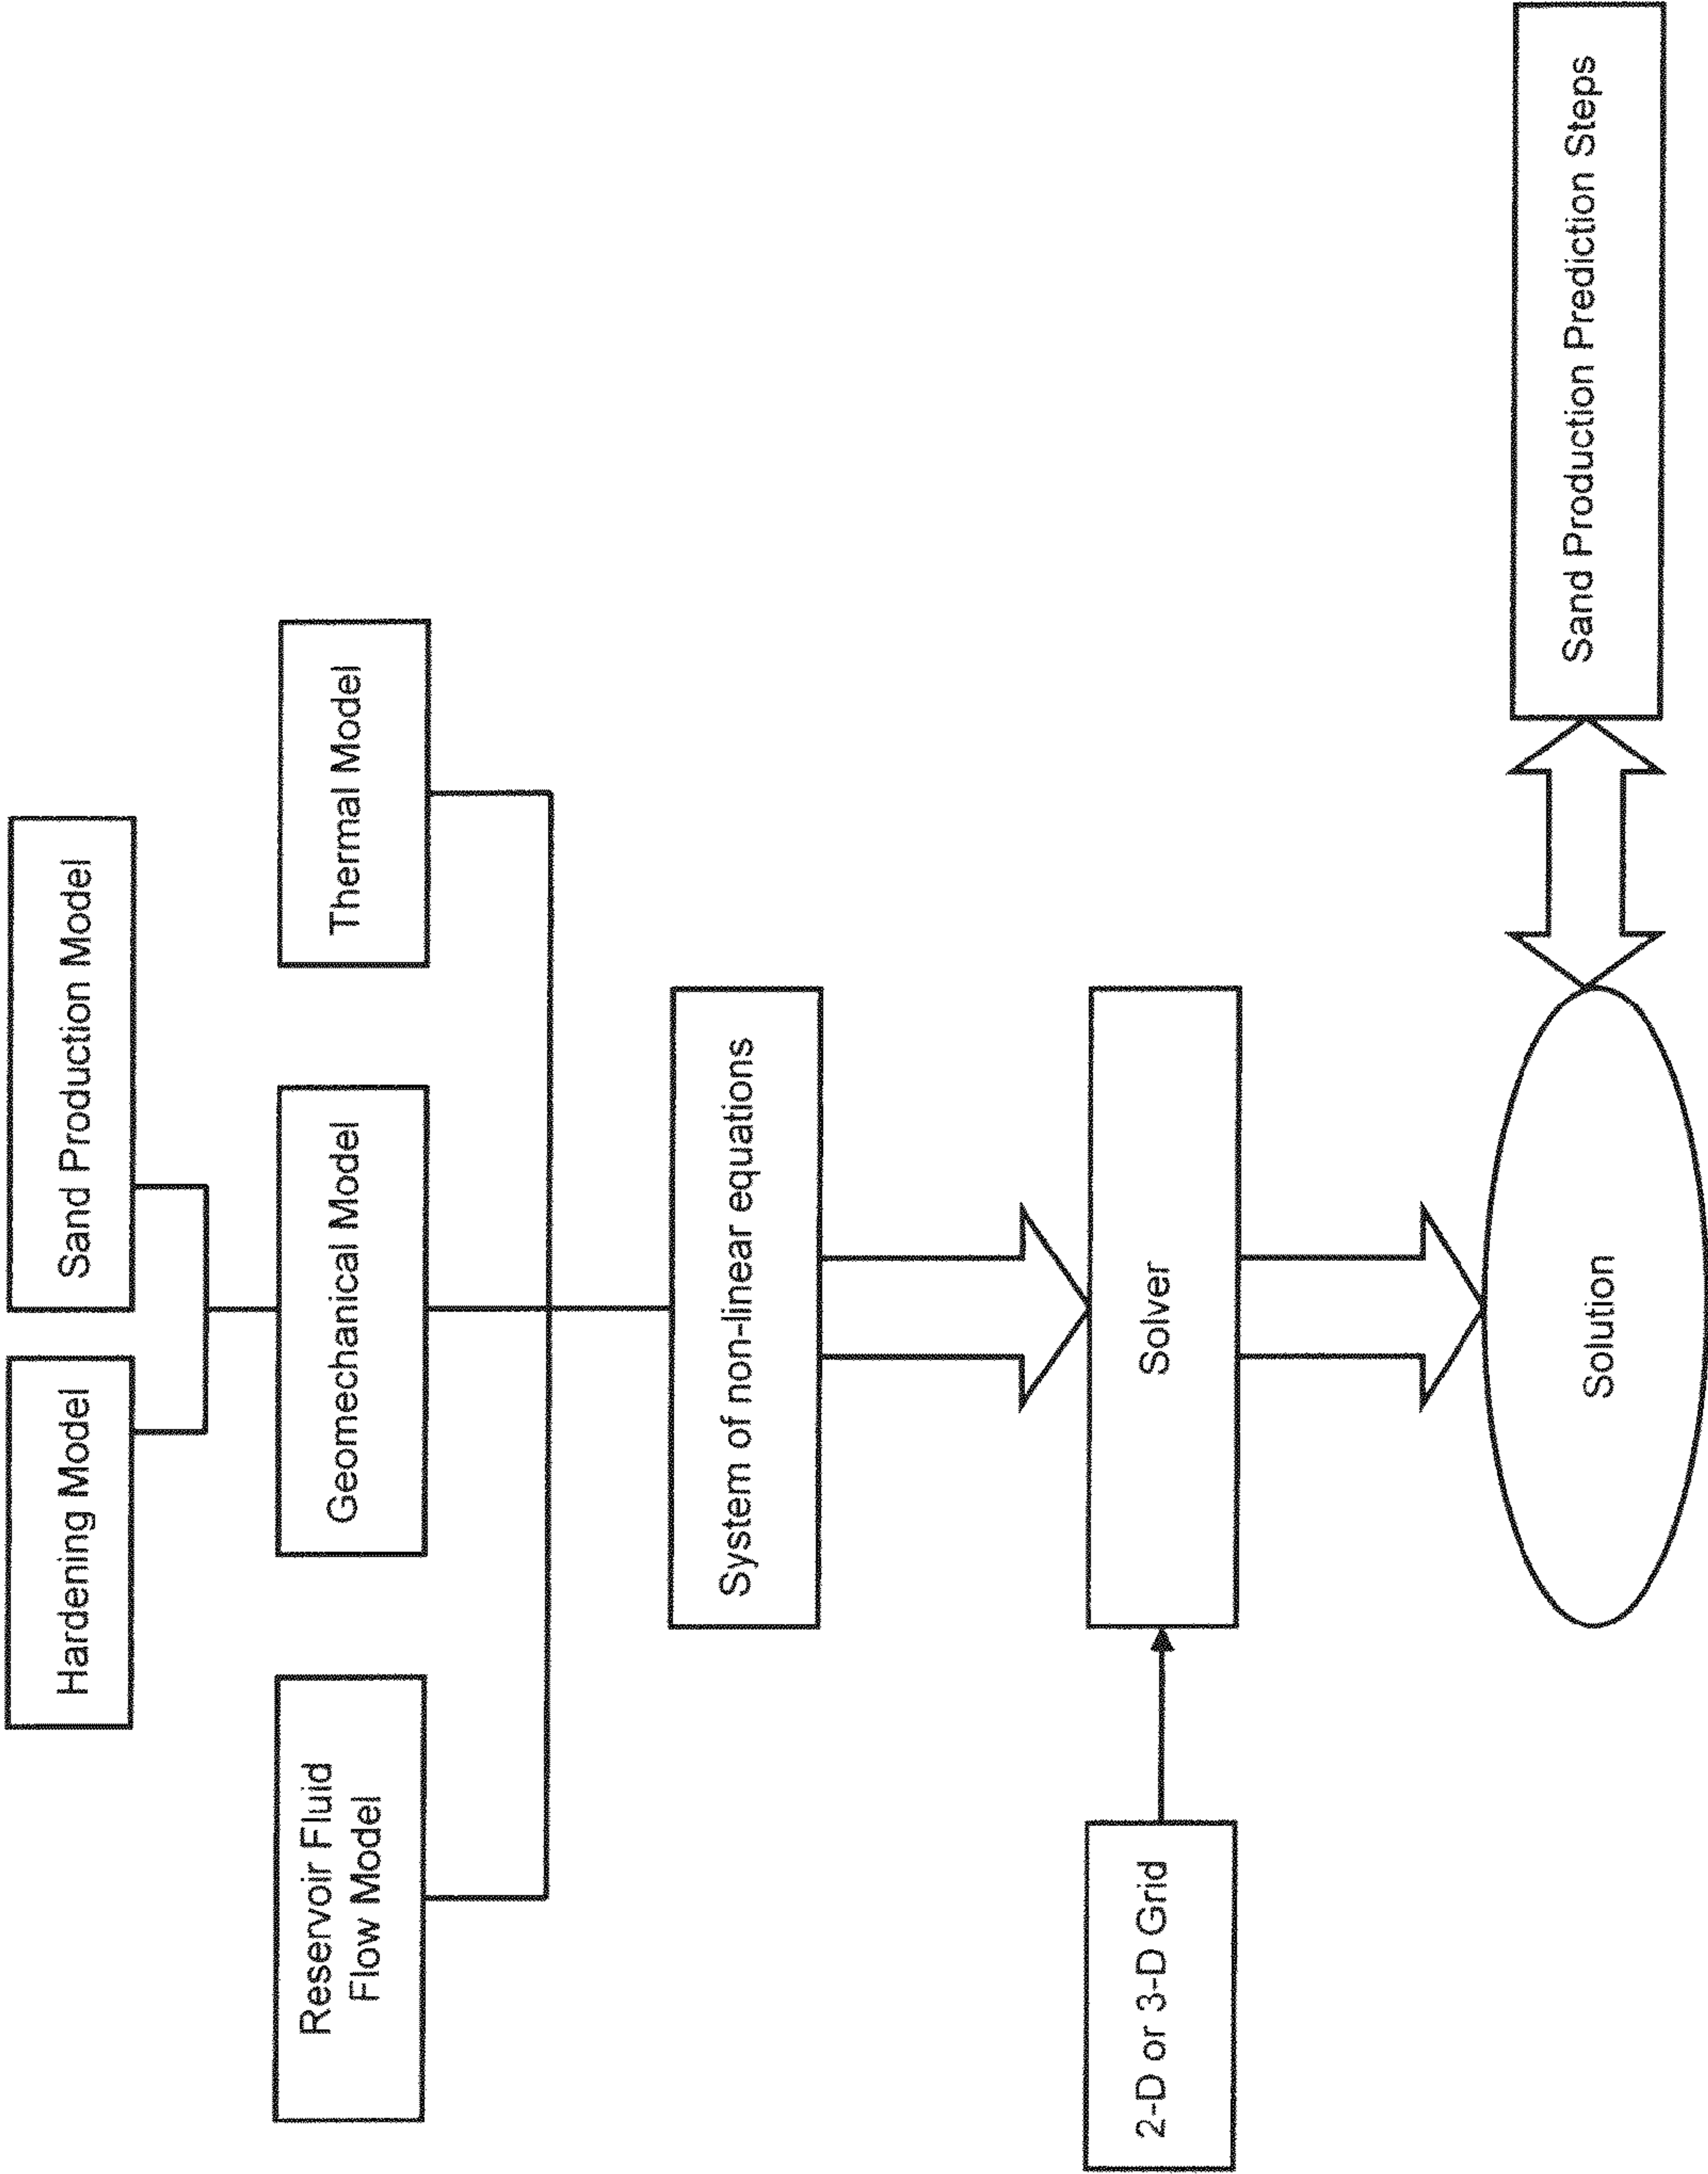 Hardening Model
Sand Production Model
Reservoir Fluid
Flow Model
Geomechanical Model
Thermal Model
System of non-linear equations
2-D or 3-D Grid
Solver
Solution
Sand Production Prediction Steps